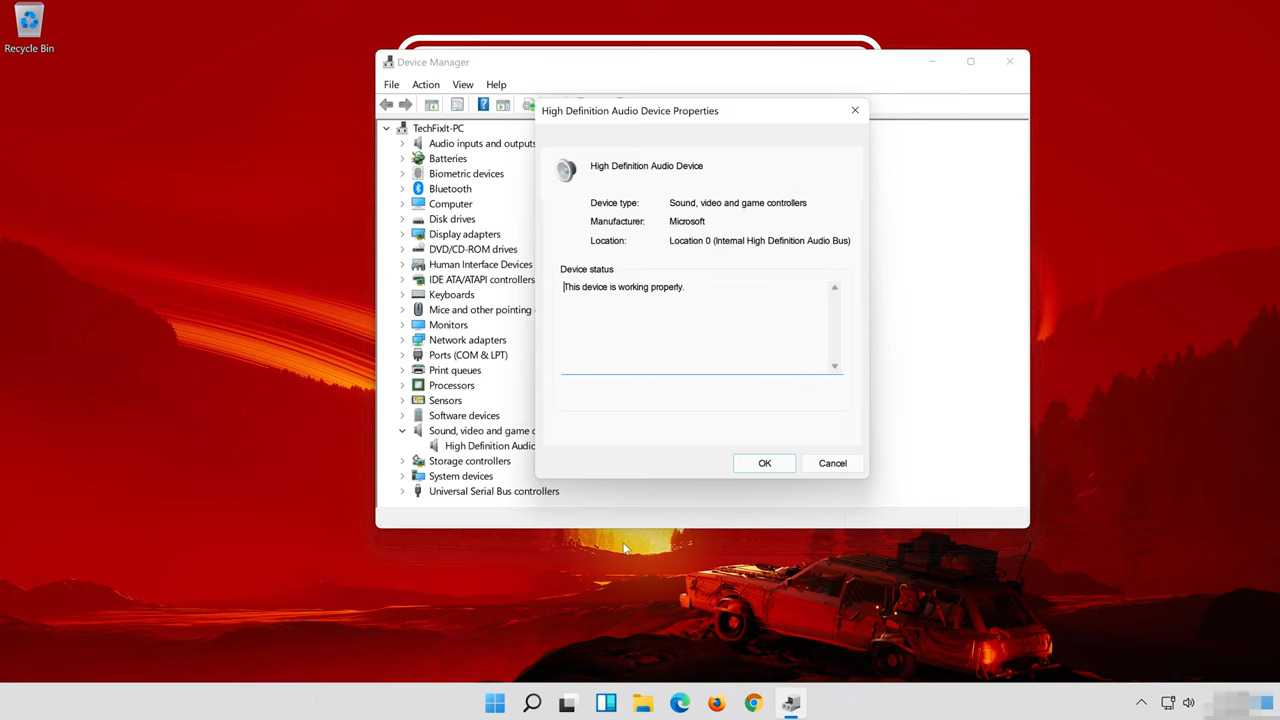 Recycle Bin
Device Manager
File Action View Help
TechFixIt-PC
Audio inputs and outputs
Batteries
Biometric devices
Bluetooth
Computer
Disk drives
Display adapters
DVD/CD-ROM drives
Human Interface Devices
IDE ATA/ATAPI controllers
Keyboards
Mice and other pointing
Monitors
Network adapters
Ports (COM & LPT)
Print queues
Processors
Sensors
Software devices
Sound, video and game c
High Definition Audio
Storage controllers
System devices
Universal Serial Bus controllers
High Definition Audio Device Properties
High Definition Audio Device
Device type: Sound, video and game controllers
Manufacturer: Microsoft
Location: Location 0 (Internal High Definition Audio Bus)
Device status
This device is working properly.
OK Cancel